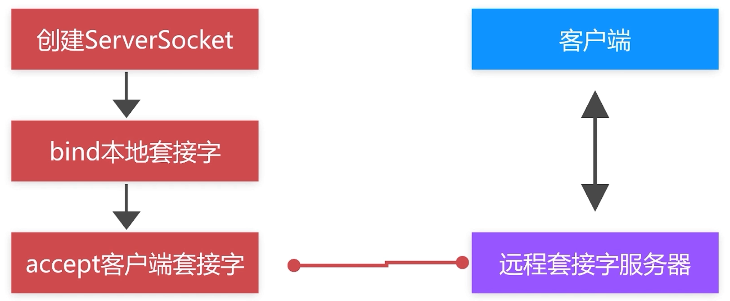 创建ServerSocket
客户端
bind本地套接字
accept客户端套接字
远程套接字服务器